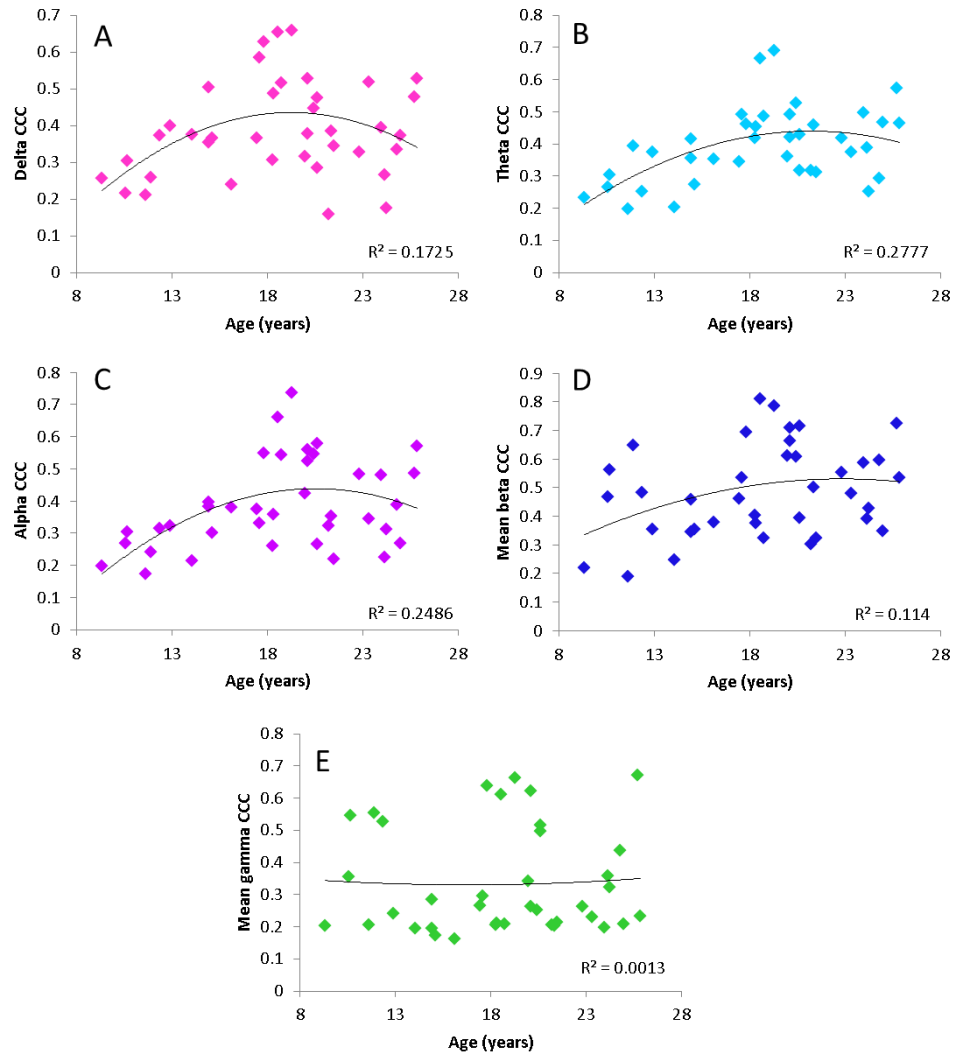 A
Delta CCC
0.7
0.6
0.5
0.4
0.3
0.2
0.1
0
R² = 0.1725
8 13 18 23 28
Age (years)
B
Theta CCC
0.8
0.7
0.6
0.5
0.4
0.3
0.2
0.1
0
R² = 0.2777
8 13 18 23 28
Age (years)
C
Alpha CCC
0.8
0.7
0.6
0.5
0.4
0.3
0.2
0.1
0
R² = 0.2486
8 13 18 23 28
Age (years)
D
Mean beta CCC
0.9
0.8
0.7
0.6
0.5
0.4
0.3
0.2
0.1
0
R² = 0.114
8 13 18 23 28
Age (years)
E
Mean gamma CCC
0.8
0.7
0.6
0.5
0.4
0.3
0.2
0.1
0
R² = 0.0013
8 13 18 23 28
Age (years)